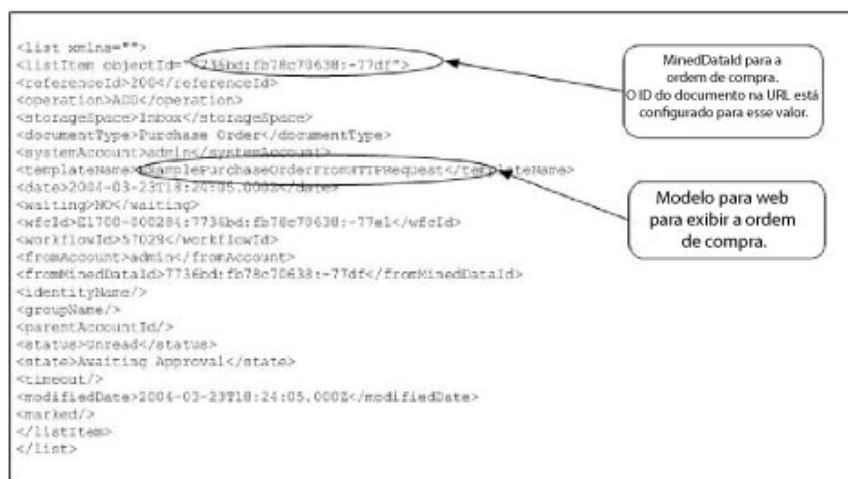 <list xmlns="">
<listItem objectId="7736bd:fb78c70638:-77df">
<referenceId>200</referenceId>
<operation>ADD</operation>
<storageSpace>Inbox</storageSpace>
<documentType>Purchase Order</documentType>
<systemAccount>admin</systemAccount>
<templateName>ExamplePurchaseOrderFromHTTPRequest</templateName>
<date>2004-03-23T18:24:05.000Z</date>
<waiting>NO</waiting>
<wfcId>E1700-000284:7736bd:fb78c70638:-77e1</wfcId>
<workflowId>57029</workflowId>
<fromAccount>admin</fromAccount>
<fromMinedDataId>7736bd:fb78c70638:-77df</fromMinedDataId>
<identityName/>
<groupName/>
<parentAccountId/>
<status>Unread</status>
<state>Awaiting Approval</state>
<timeout/>
<modifiedDate>2004-03-23T18:24:05.000Z</modifiedDate>
<marked/>
</listItem>
</list>
MinedDataId para a
ordem de compra.
O ID do documento na URL está
configurado para esse valor.
Modelo para web
para exibir a ordem
de compra.